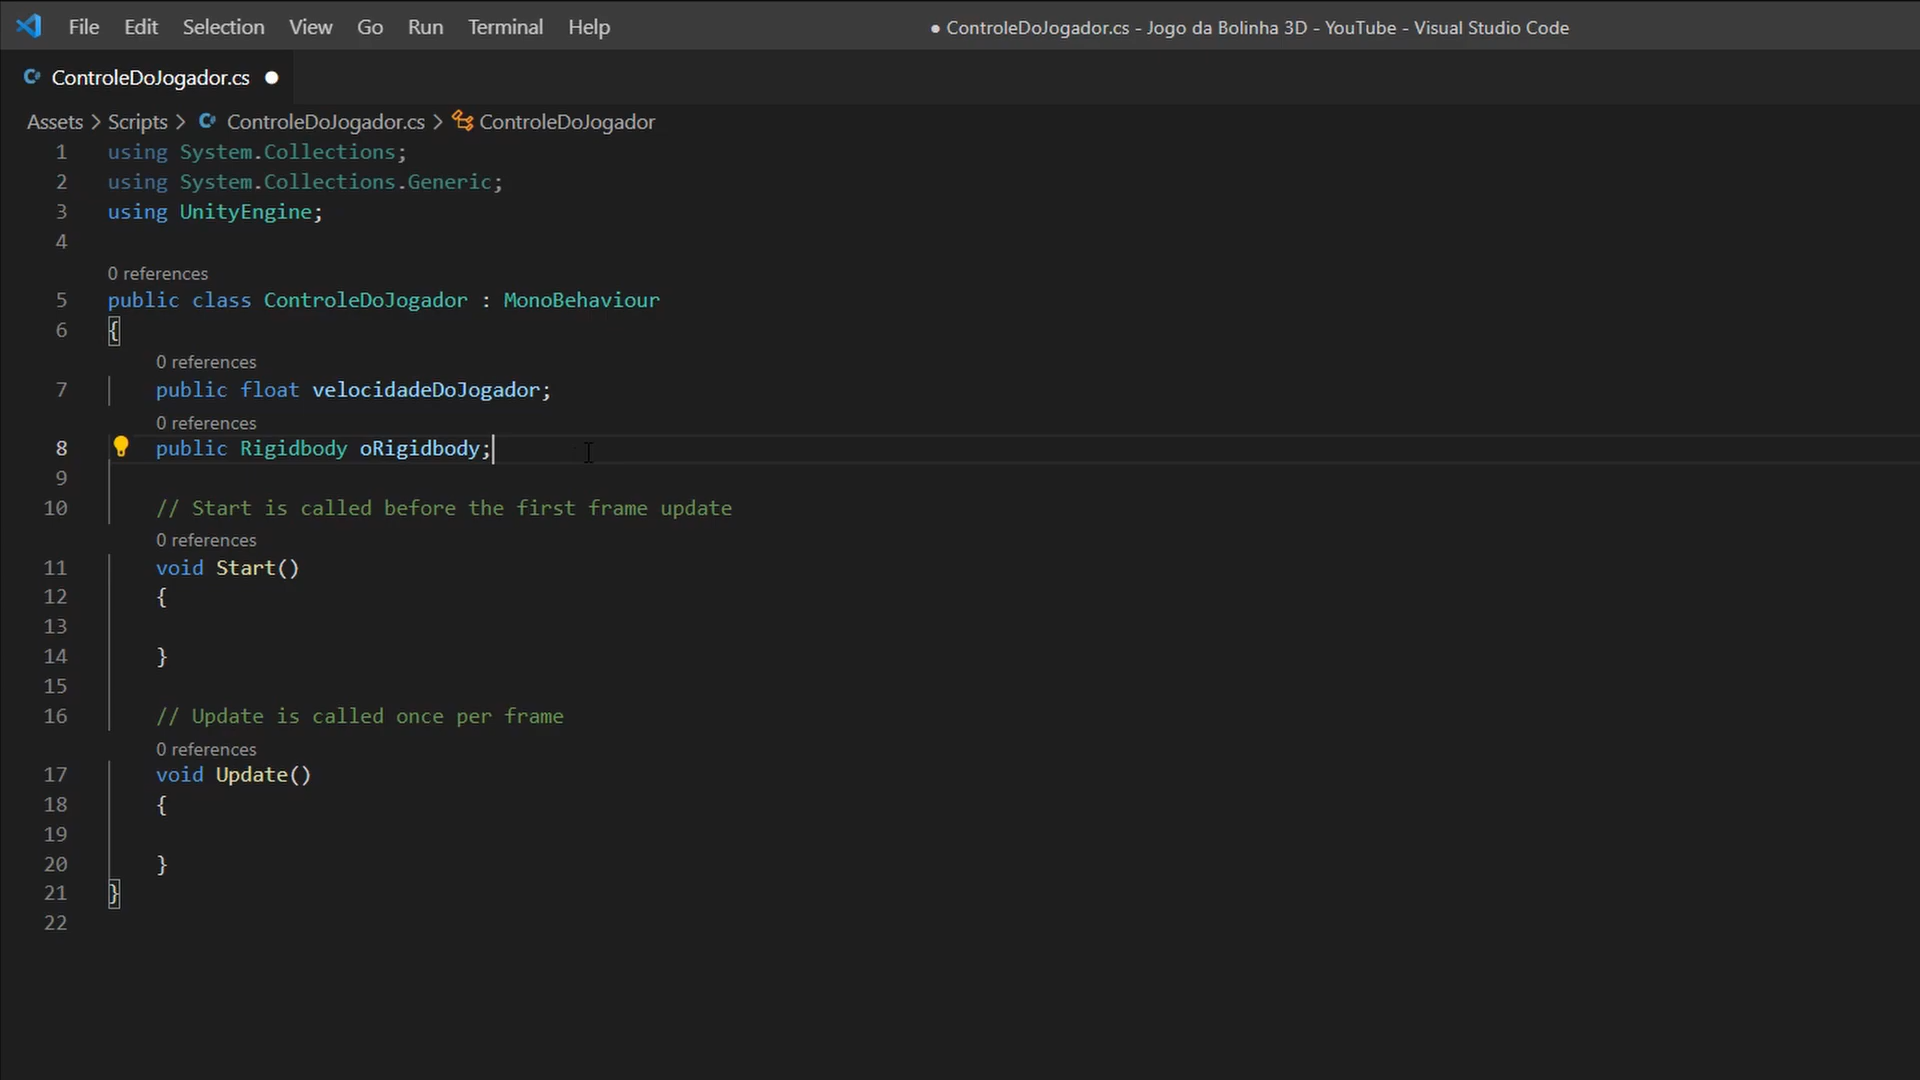 File Edit Selection View Go Run Terminal Help ● ControleDoJogador.cs - Jogo da Bolinha 3D - YouTube - Visual Studio Code
ControleDoJogador.cs ●
Assets > Scripts > ControleDoJogador.cs > ControleDoJogador
1 using System.Collections;
2 using System.Collections.Generic;
3 using UnityEngine;
4
0 references
5 public class ControleDoJogador : MonoBehaviour
6 {
0 references
7 public float velocidadeDoJogador;
0 references
8 public Rigidbody oRigidbody;
9
10 // Start is called before the first frame update
0 references
11 void Start()
12 {
13
14 }
15
16 // Update is called once per frame
0 references
17 void Update()
18 {
19
20 }
21 }
22